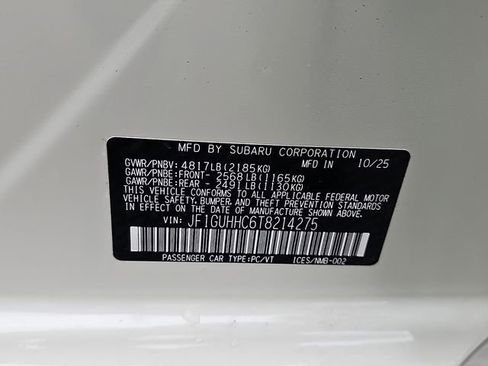 MFD BY SUBARU CORPORATION
GVWR/PNBV: 4817LB(2185KG) 10/25
GAWR/PNBE:FRONT- 2568LB(1165KG)
GAWR/PNBE:REAR - 2491LB(1130KG)
THIS VEHICLE CONFORMS TO ALL APPLICABLE FEDERAL MOTOR
VEHICLE SAFETY, BUMPER, AND THEFT PREVENTION STANDARDS
IN EFFECT ON THE DATE OF MANUFACTURE SHOWN ABOVE.
VIN: JF1GUHHC6T8214275
PASSENGER CAR TYPE:PC/VT ICES/NMB-002